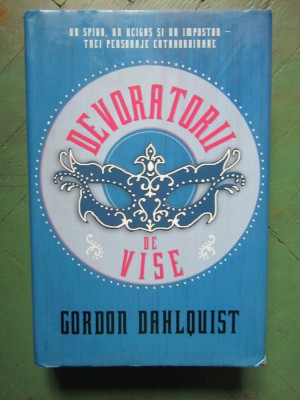 UN SPION, UN UCIGAȘ ȘI UN IMPOSTOR –
TREI PERSONAJE EXTRAORDINARE
DEVORATORII
DE
VISE
GORDON DAHLQUIST